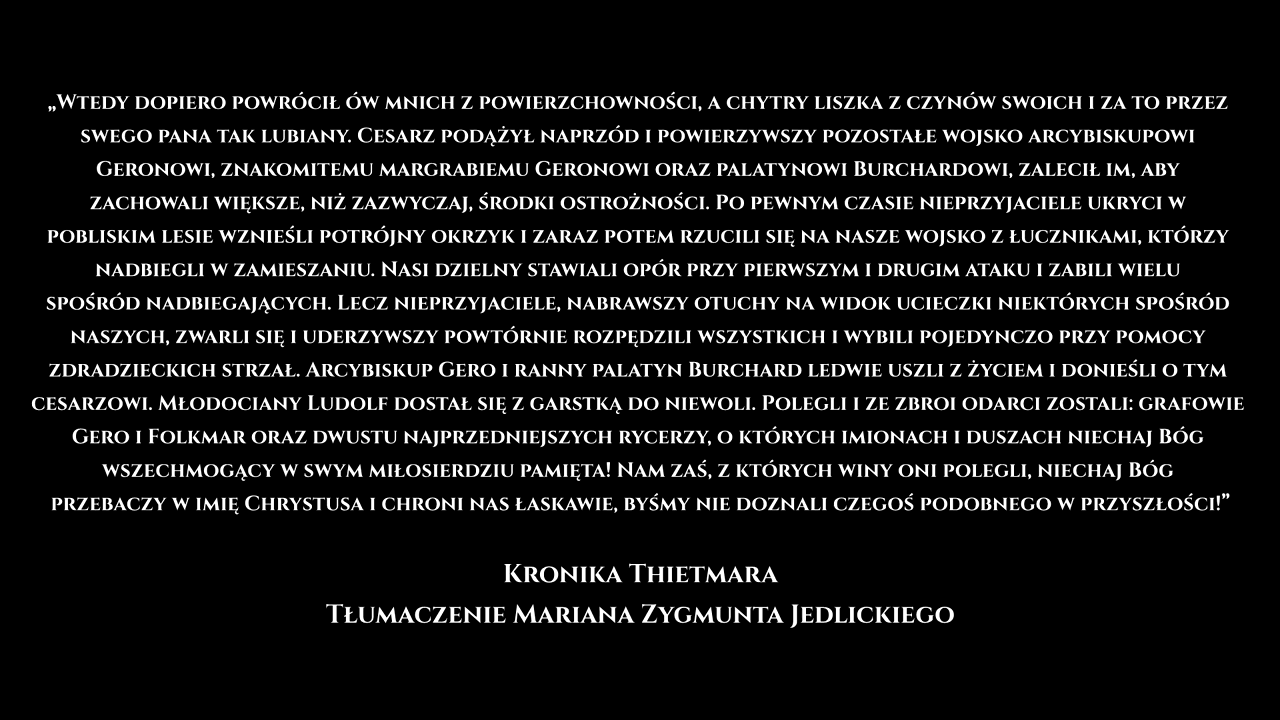 „Wtedy dopiero powrócił ów mnich z powierzchowności, a chytry liszka z czynów swoich i za to przez
swego pana tak lubiany. Cesarz podążył naprzód i powierzywszy pozostałe wojsko arcybiskupowi
Geronowi, znakomitemu margrabiemu Geronowi oraz palatynowi Burchardowi, zalecił im, aby
zachowali większe, niż zazwyczaj, środki ostrożności. Po pewnym czasie nieprzyjaciele ukryci w
pobliskim lesie wznieśli potrójny okrzyk i zaraz potem rzucili się na nasze wojsko z łucznikami, którzy
nadbiegli w zamieszaniu. Nasi dzielny stawiali opór przy pierwszym i drugim ataku i zabili wielu
spośród nadbiegających. Lecz nieprzyjaciele, nabrawszy otuchy na widok ucieczki niektórych spośród
naszych, zwarli się i uderzywszy powtórnie rozpędzili wszystkich i wybili pojedynczo przy pomocy
zdradzieckich strzał. Arcybiskup Gero i ranny palatyn Burchard ledwie uszli z życiem i donieśli o tym
cesarzowi. Młodociany Ludolf dostał się z garstką do niewoli. Polegli i ze zbroi odarci zostali: grafowie
Gero i Folkmar oraz dwustu najprzedniejszych rycerzy, o których imionach i duszach niechaj Bóg
wszechmogący w swym miłosierdziu pamięta! Nam zaś, z których winy oni polegli, niechaj Bóg
przebaczy w imię Chrystusa i chroni nas łaskawie, byśmy nie doznali czegoś podobnego w przyszłości!”
Kronika Thietmara
Tłumaczenie Mariana Zygmunta Jedlickiego